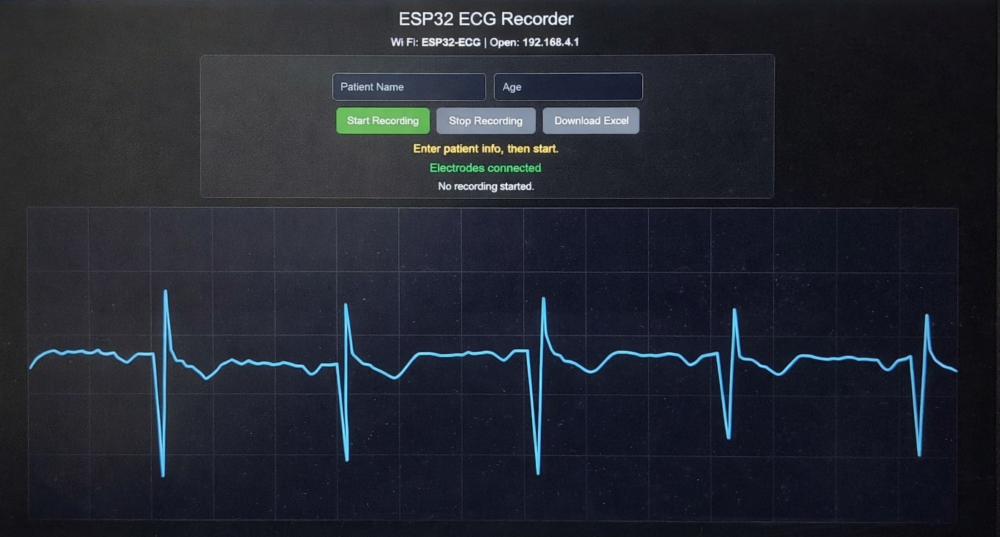 ESP32 ECG Recorder
Wi Fi: ESP32-ECG | Open: 192.168.4.1
Patient Name Age
Start Recording Stop Recording Download Excel
Enter patient info, then start.
Electrodes connected
No recording started.